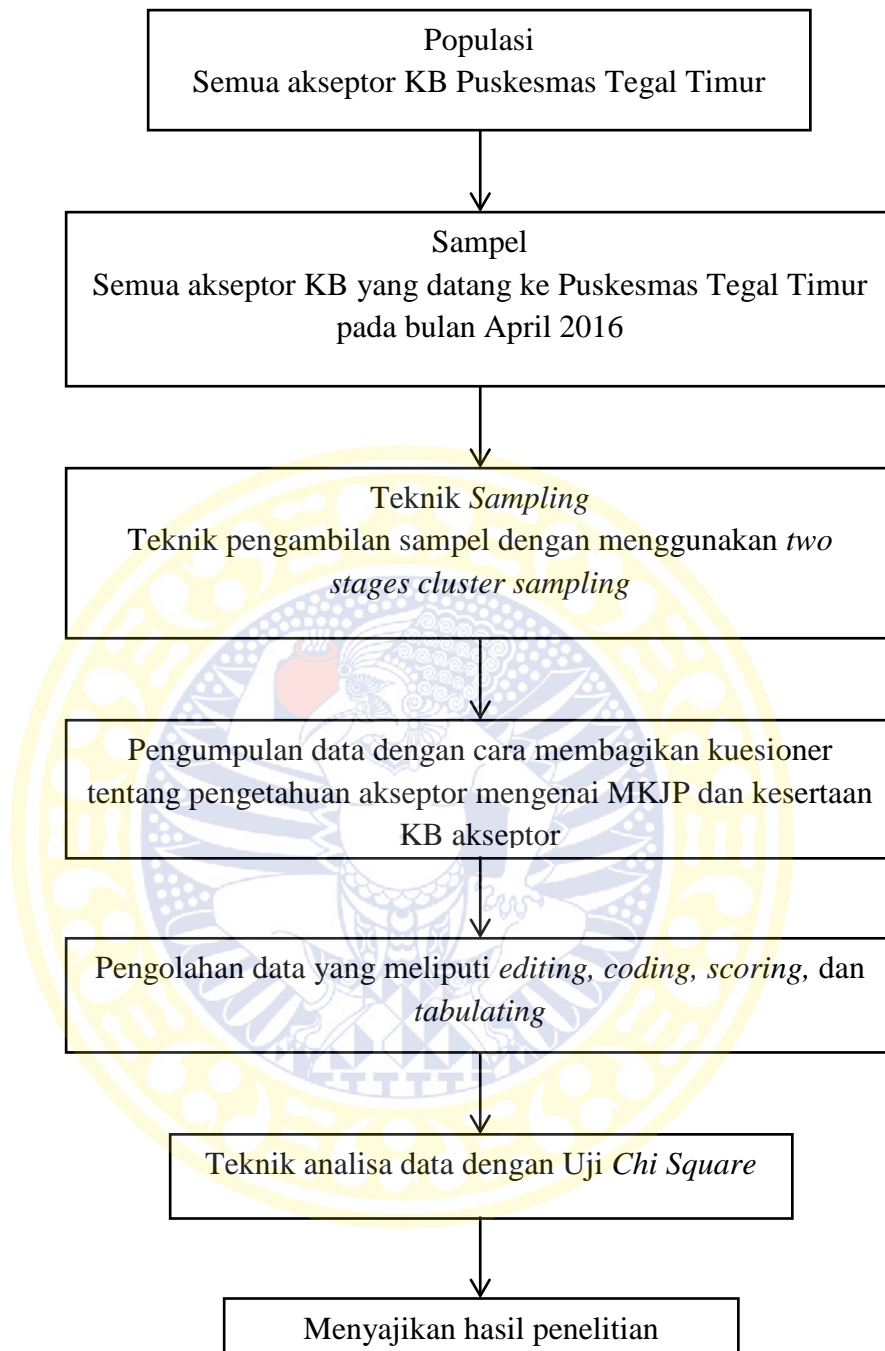 Populasi
Semua akseptor KB Puskesmas Tegal Timur
Sampel
Semua akseptor KB yang datang ke Puskesmas Tegal Timur
pada bulan April 2016
Teknik Sampling
Teknik pengambilan sampel dengan menggunakan two
stages cluster sampling
Pengumpulan data dengan cara membagikan kuesioner
tentang pengetahuan akseptor mengenai MKJP dan kesertaan
KB akseptor
Pengolahan data yang meliputi editing, coding, scoring, dan
tabulating
Teknik analisa data dengan Uji Chi Square
Menyajikan hasil penelitian